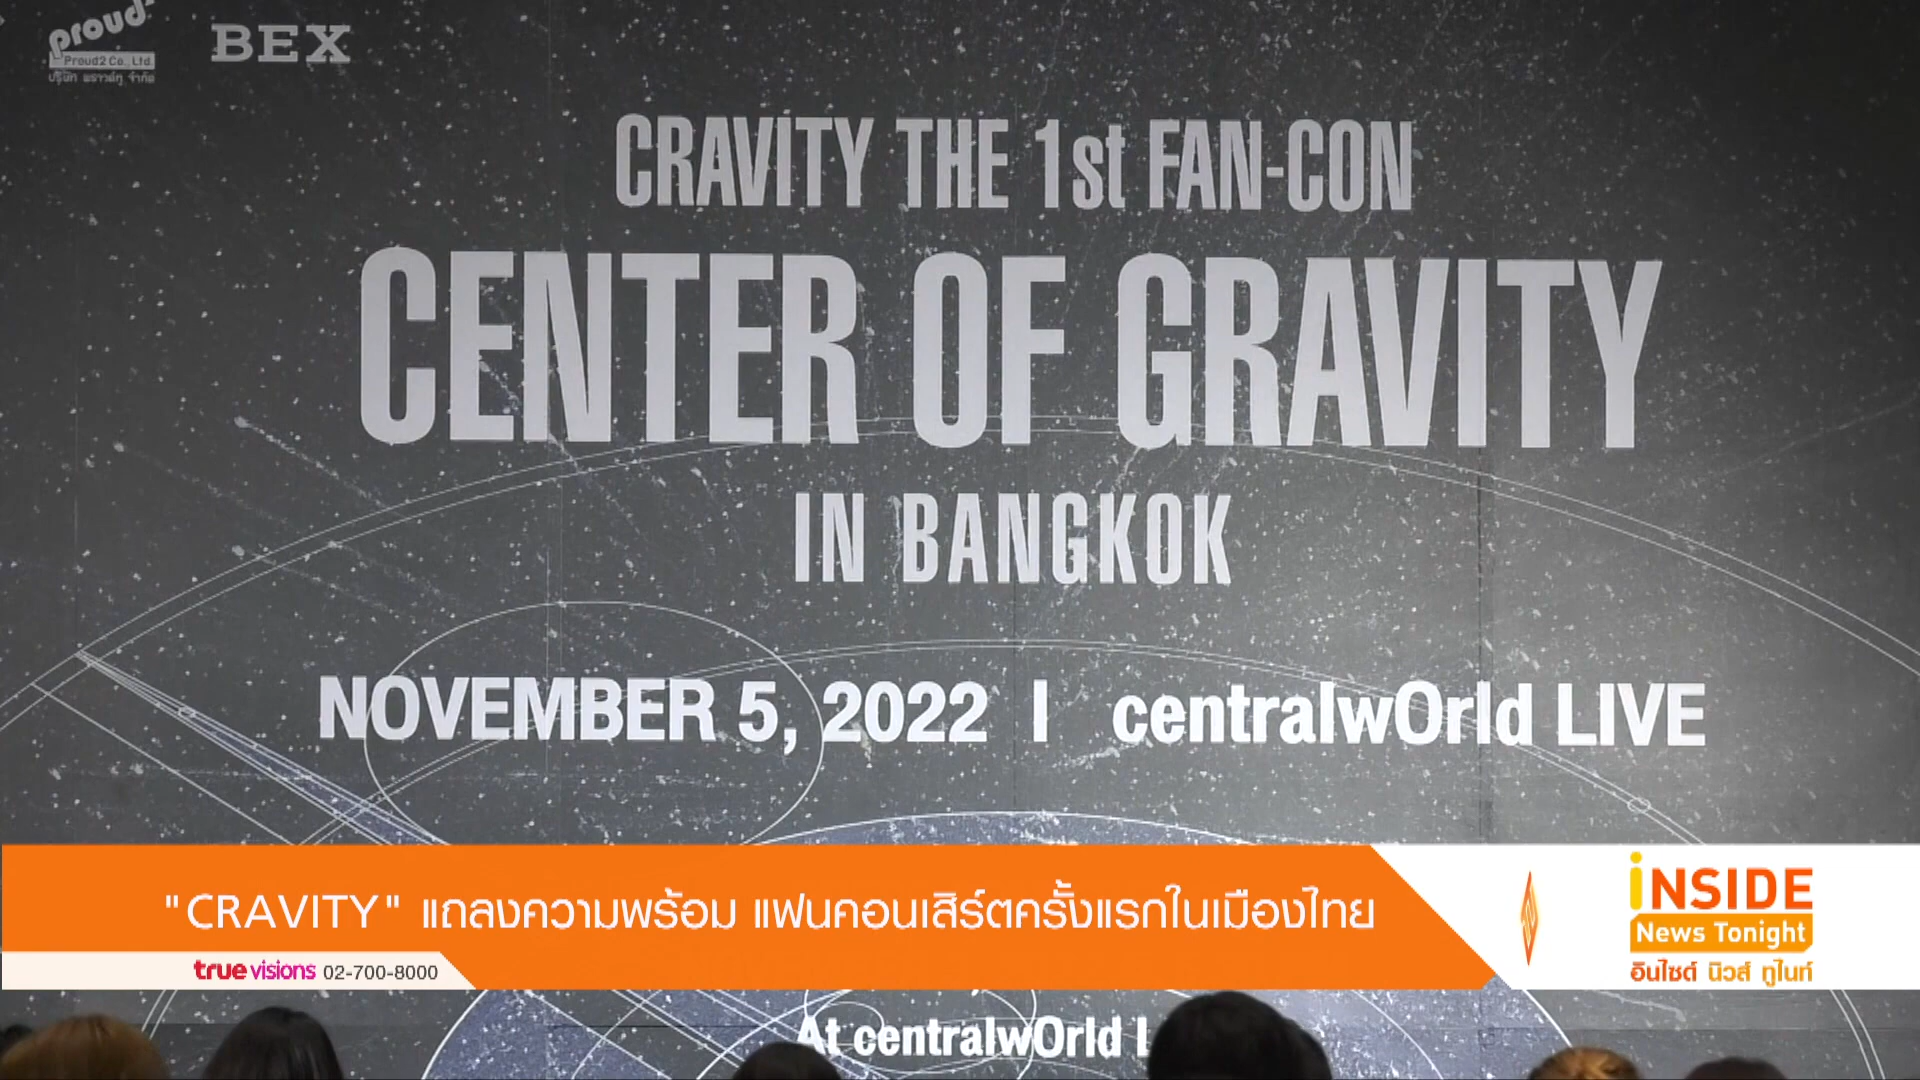 proud2
Proud2 Co., Ltd.
บริษัท พราวด์ทู จำกัด
BEX
CRAVITY THE 1st FAN-CON
CENTER OF GRAVITY
IN BANGKOK
NOVEMBER 5, 2022 | centralwOrld LIVE
"CRAVITY" แถลงความพร้อม แฟนคอนเสิร์ตครั้งแรกในเมืองไทย
truevisions 02-700-8000
iNSIDE
News Tonight
อินไซด์ นิวส์ ทูไนท์
At centralwOrld L